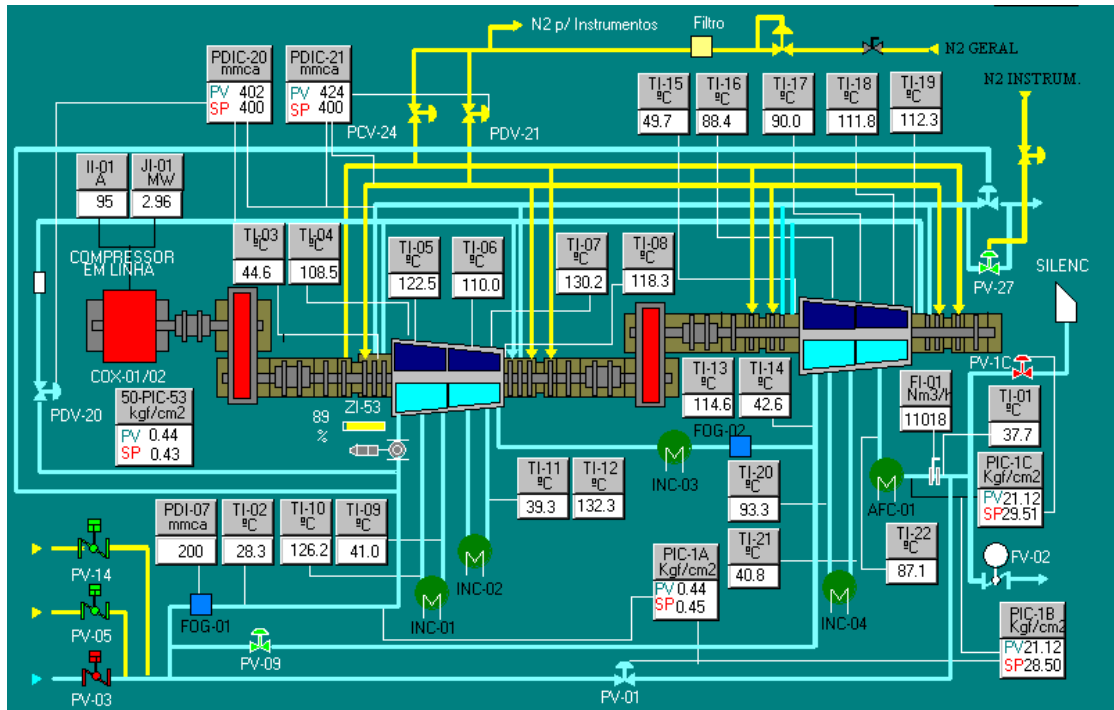 N2 p/ Instrumentos
Filtro
N2 GERAL
N2 INSTRUM.
PDIC-20
mmca
PV 402
SP 400
PDIC-21
mmca
PV 424
SP 400
PCV-24
PDV-21
TI-15
ºC
49.7
TI-16
ºC
88.4
TI-17
ºC
90.0
TI-18
ºC
111.8
TI-19
ºC
112.3
II-01
A
95
JI-01
MW
2.96
COMPRESSOR
EM LINHA
TI-03
ºC
44.6
TI-04
ºC
108.5
TI-05
ºC
122.5
TI-06
ºC
110.0
TI-07
ºC
130.2
TI-08
ºC
118.3
PV-27
SILENC
COX-01/02
PDV-20
50-PIC-53
kgf/cm2
PV 0.44
SP 0.43
ZI-53
89
%
TI-13
ºC
114.6
TI-14
ºC
42.6
FOG-02
FI-01
Nm3/h
11018
PV-1C
TI-01
ºC
37.7
PIC-1C
Kgf/cm2
PV 21.12
SP 29.51
INC-03
AFC-01
TI-11
ºC
39.3
TI-12
ºC
132.3
TI-20
ºC
93.3
TI-21
ºC
40.8
TI-22
ºC
87.1
FV-02
PDI-07
mmca
200
TI-02
ºC
28.3
TI-10
ºC
126.2
TI-09
ºC
41.0
PIC-1A
Kgf/cm2
PV 0.44
SP 0.45
PIC-1B
Kgf/cm2
PV 21.12
SP 28.50
PV-14
PV-05
PV-03
FOG-01
INC-01
INC-02
INC-04
PV-09
PV-01